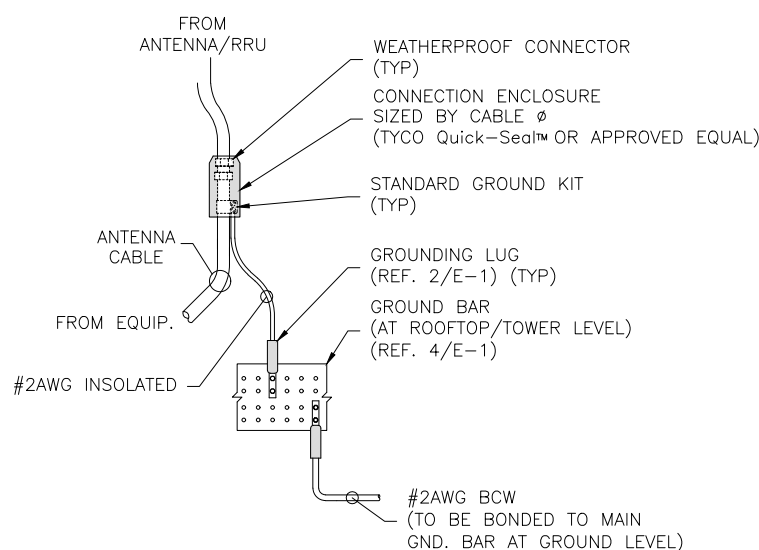 FROM
ANTENNA/RRU
WEATHERPROOF CONNECTOR
(TYP)
CONNECTION ENCLOSURE
SIZED BY CABLE Ø
(TYCO Quick-Seal™ OR APPROVED EQUAL)
STANDARD GROUND KIT
(TYP)
ANTENNA
CABLE
GROUNDING LUG
(REF. 2/E-1) (TYP)
FROM EQUIP.
GROUND BAR
(AT ROOFTOP/TOWER LEVEL)
(REF. 4/E-1)
#2AWG INSOLATED
#2AWG BCW
(TO BE BONDED TO MAIN
GND. BAR AT GROUND LEVEL)